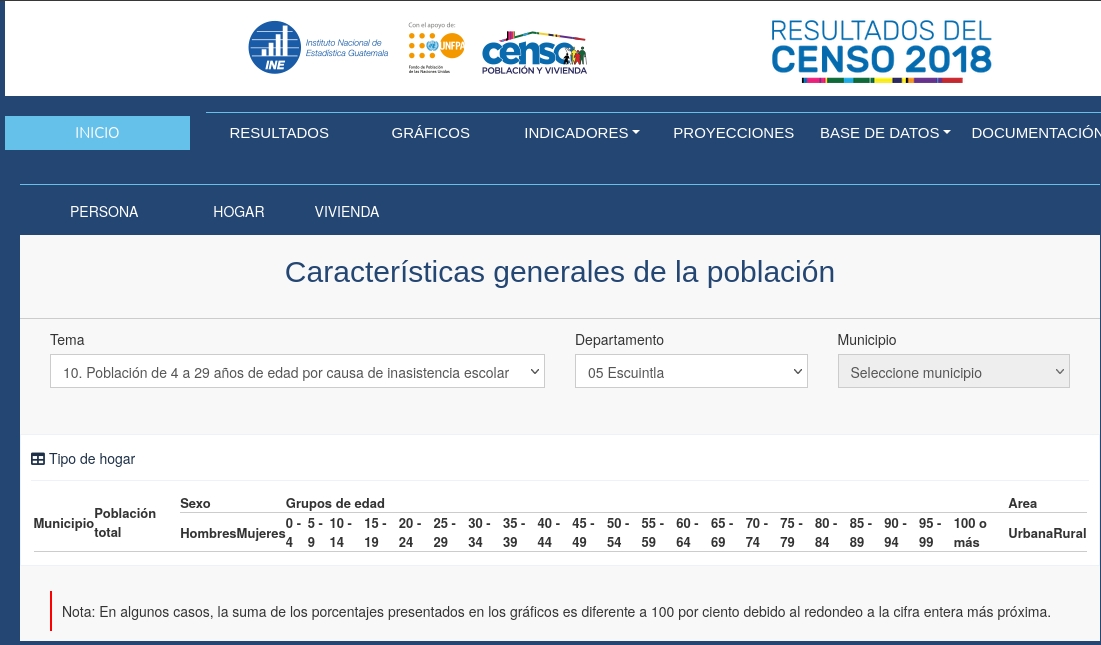 Con el apoyo de:
INE
Instituto Nacional de
Estadística Guatemala
UNFPA
Fondo de Población
de las Naciones Unidas
censo
POBLACIÓN Y VIVIENDA
RESULTADOS DEL
CENSO 2018
INICIO RESULTADOS GRÁFICOS INDICADORES PROYECCIONES BASE DE DATOS DOCUMENTACIÓN
PERSONA HOGAR VIVIENDA
Características generales de la población
Tema Departamento Municipio
10. Población de 4 a 29 años de edad por causa de inasistencia escolar 05 Escuintla Seleccione municipio
Tipo de hogar
Municipio Población total Sexo Grupos de edad Area
Hombres Mujeres 0 - 4 5 - 9 10 - 14 15 - 19 20 - 24 25 - 29 30 - 34 35 - 39 40 - 44 45 - 49 50 - 54 55 - 59 60 - 64 65 - 69 70 - 74 75 - 79 80 - 84 85 - 89 90 - 94 95 - 99 100 o más Urbana Rural
Nota: En algunos casos, la suma de los porcentajes presentados en los gráficos es diferente a 100 por ciento debido al redondeo a la cifra entera más próxima.